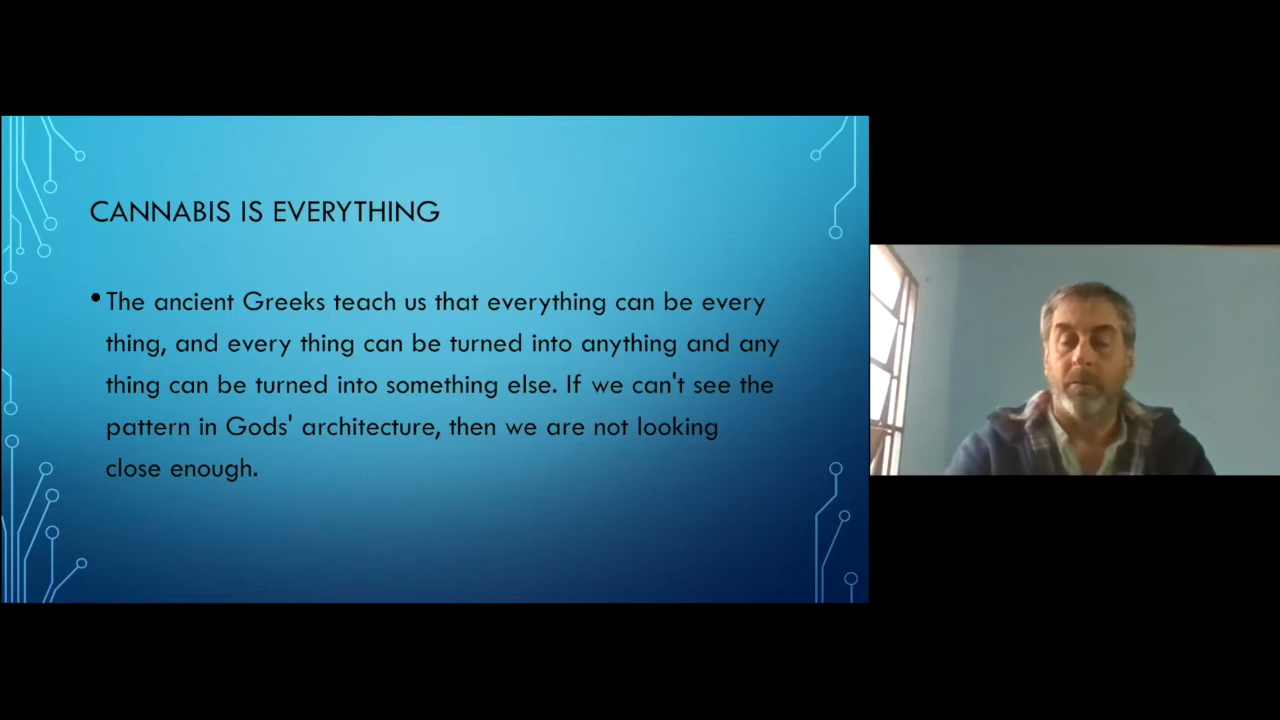 CANNABIS IS EVERYTHING
• The ancient Greeks teach us that everything can be every
thing, and every thing can be turned into anything and any
thing can be turned into something else. If we can't see the
pattern in Gods' architecture, then we are not looking
close enough.